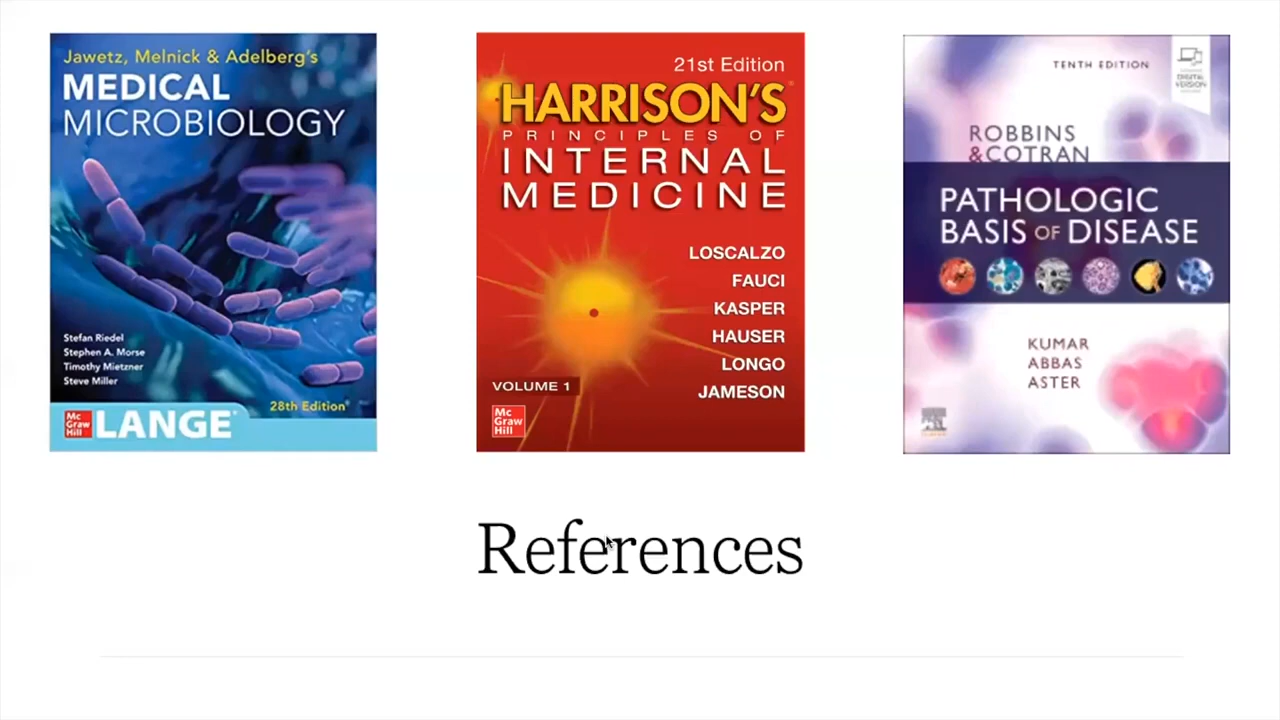 Jawetz, Melnick & Adelberg's
MEDICAL
MICROBIOLOGY
Stefan Riedel
Stephen A. Morse
Timothy Mietzner
Steve Miller
28th Edition
Mc
Graw
Hill
LANGE
21st Edition
HARRISON'S
PRINCIPLES OF
INTERNAL
MEDICINE
LOSCALZO
FAUCI
KASPER
HAUSER
LONGO
JAMESON
VOLUME 1
Mc
Graw
Hill
TENTH EDITION
DIGITAL
VERSION
ROBBINS
&COTRAN
PATHOLOGIC
BASIS OF DISEASE
KUMAR
ABBAS
ASTER
References